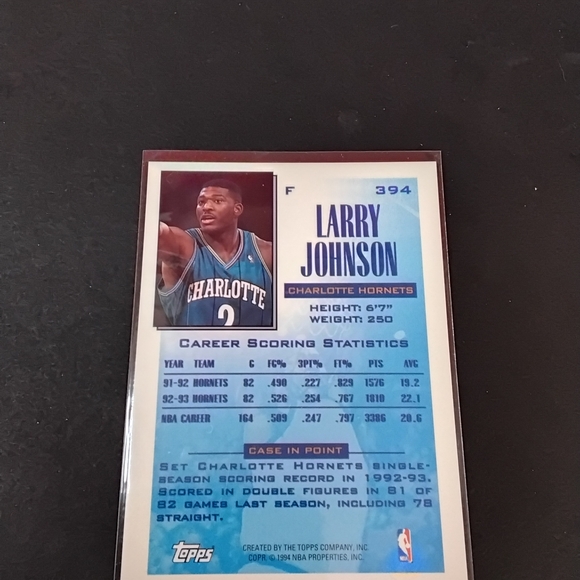 F 394
LARRY
JOHNSON
CHARLOTTE HORNETS
HEIGHT: 6'7"
WEIGHT: 250
CHARLOTTE
2
CAREER SCORING STATISTICS
YEAR TEAM G FG% 3PT% FT% PTS AVG
91-92 HORNETS 82 .490 .227 .829 1576 19.2
92-93 HORNETS 82 .526 .254 .767 1810 22.1
NBA CAREER 164 .509 .247 .797 3386 20.6
CASE IN POINT
SET CHARLOTTE HORNETS SINGLE-
SEASON SCORING RECORD IN 1992-93.
SCORED IN DOUBLE FIGURES IN 81 OF
82 GAMES LAST SEASON, INCLUDING 78
STRAIGHT.
TOPPS
CREATED BY THE TOPPS COMPANY, INC.
COPR. © 1994 NBA PROPERTIES, INC.